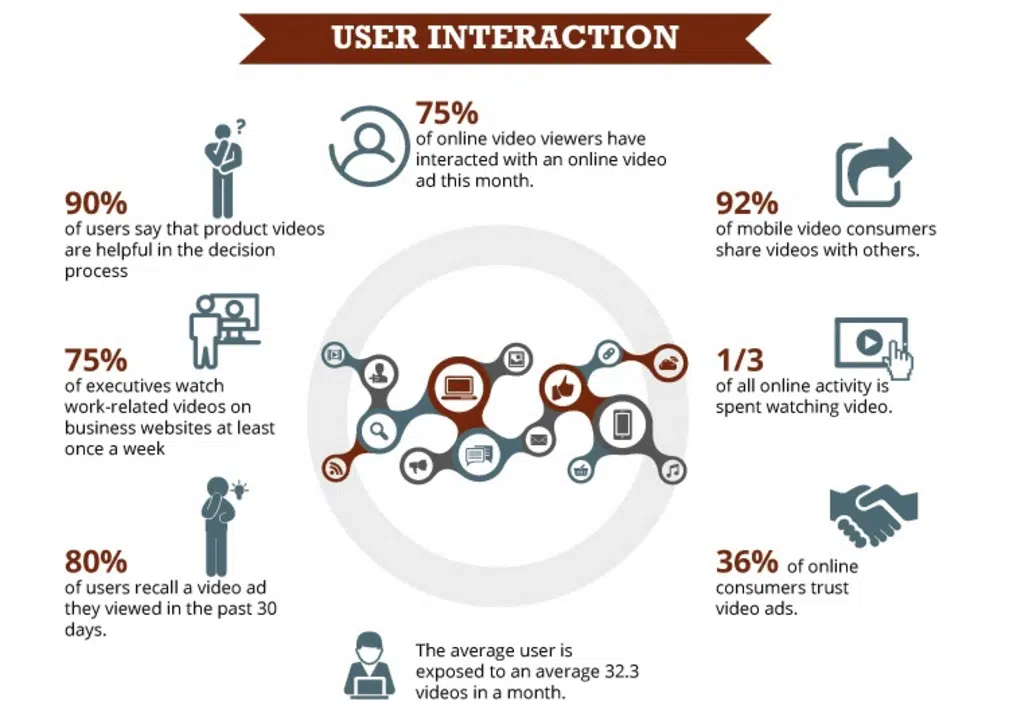 USER INTERACTION
75%
of online video viewers have
interacted with an online video
ad this month.
90%
of users say that product videos
are helpful in the decision
process
92%
of mobile video consumers
share videos with others.
75%
of executives watch
work-related videos on
business websites at least
once a week
1/3
of all online activity is
spent watching video.
80%
of users recall a video ad
they viewed in the past 30
days.
36% of online
consumers trust
video ads.
The average user is
exposed to an average 32.3
videos in a month.